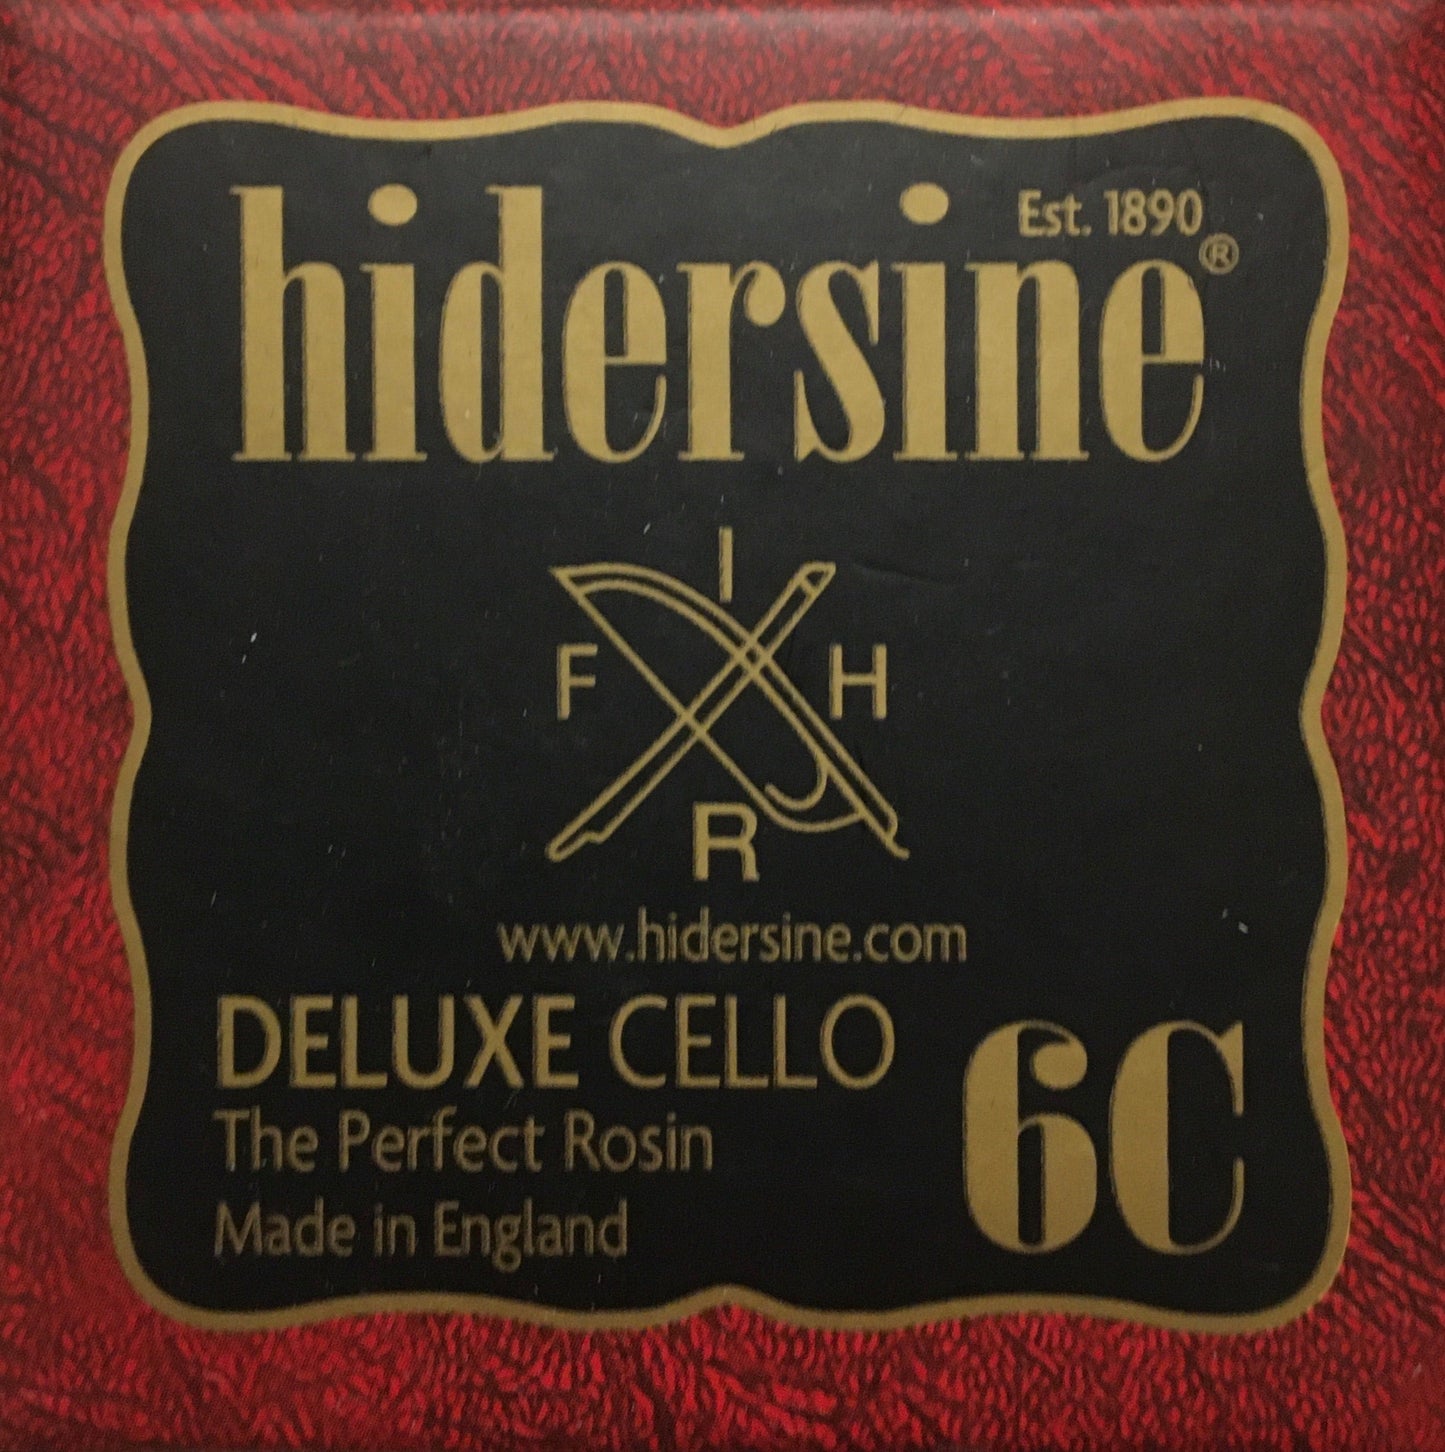 Est. 1890
hidersine®
I
F H
R
www.hidersine.com
DELUXE CELLO
The Perfect Rosin
Made in England
6C